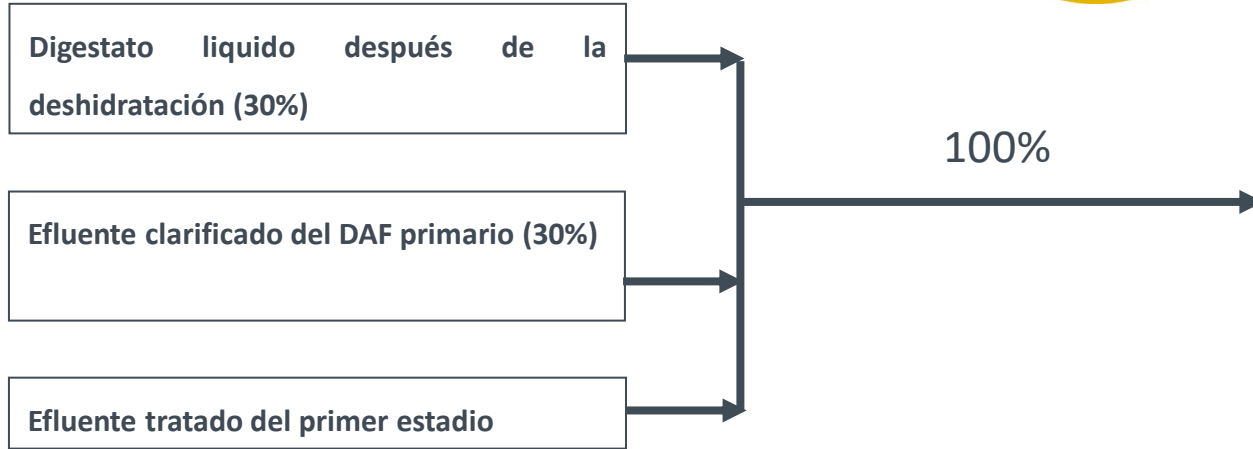 Digestato liquido después de la
deshidratación (30%)
100%
Efluente clarificado del DAF primario (30%)
Efluente tratado del primer estadio